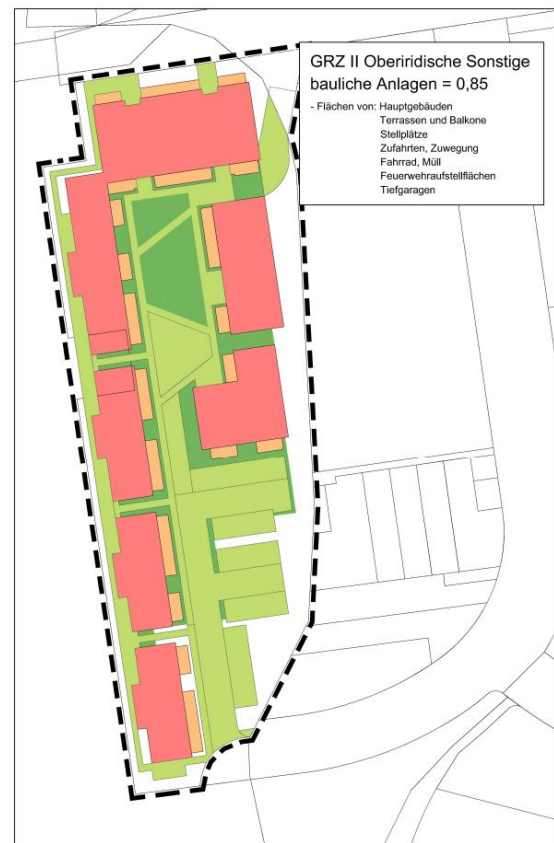 GRZ II Oberiridische Sonstige
bauliche Anlagen = 0,85
- Flächen von: Hauptgebäuden
Terrassen und Balkone
Stellplätze
Zufahrten, Zuwegung
Fahrrad, Müll
Feuerwehraufstellflächen
Tiefgaragen